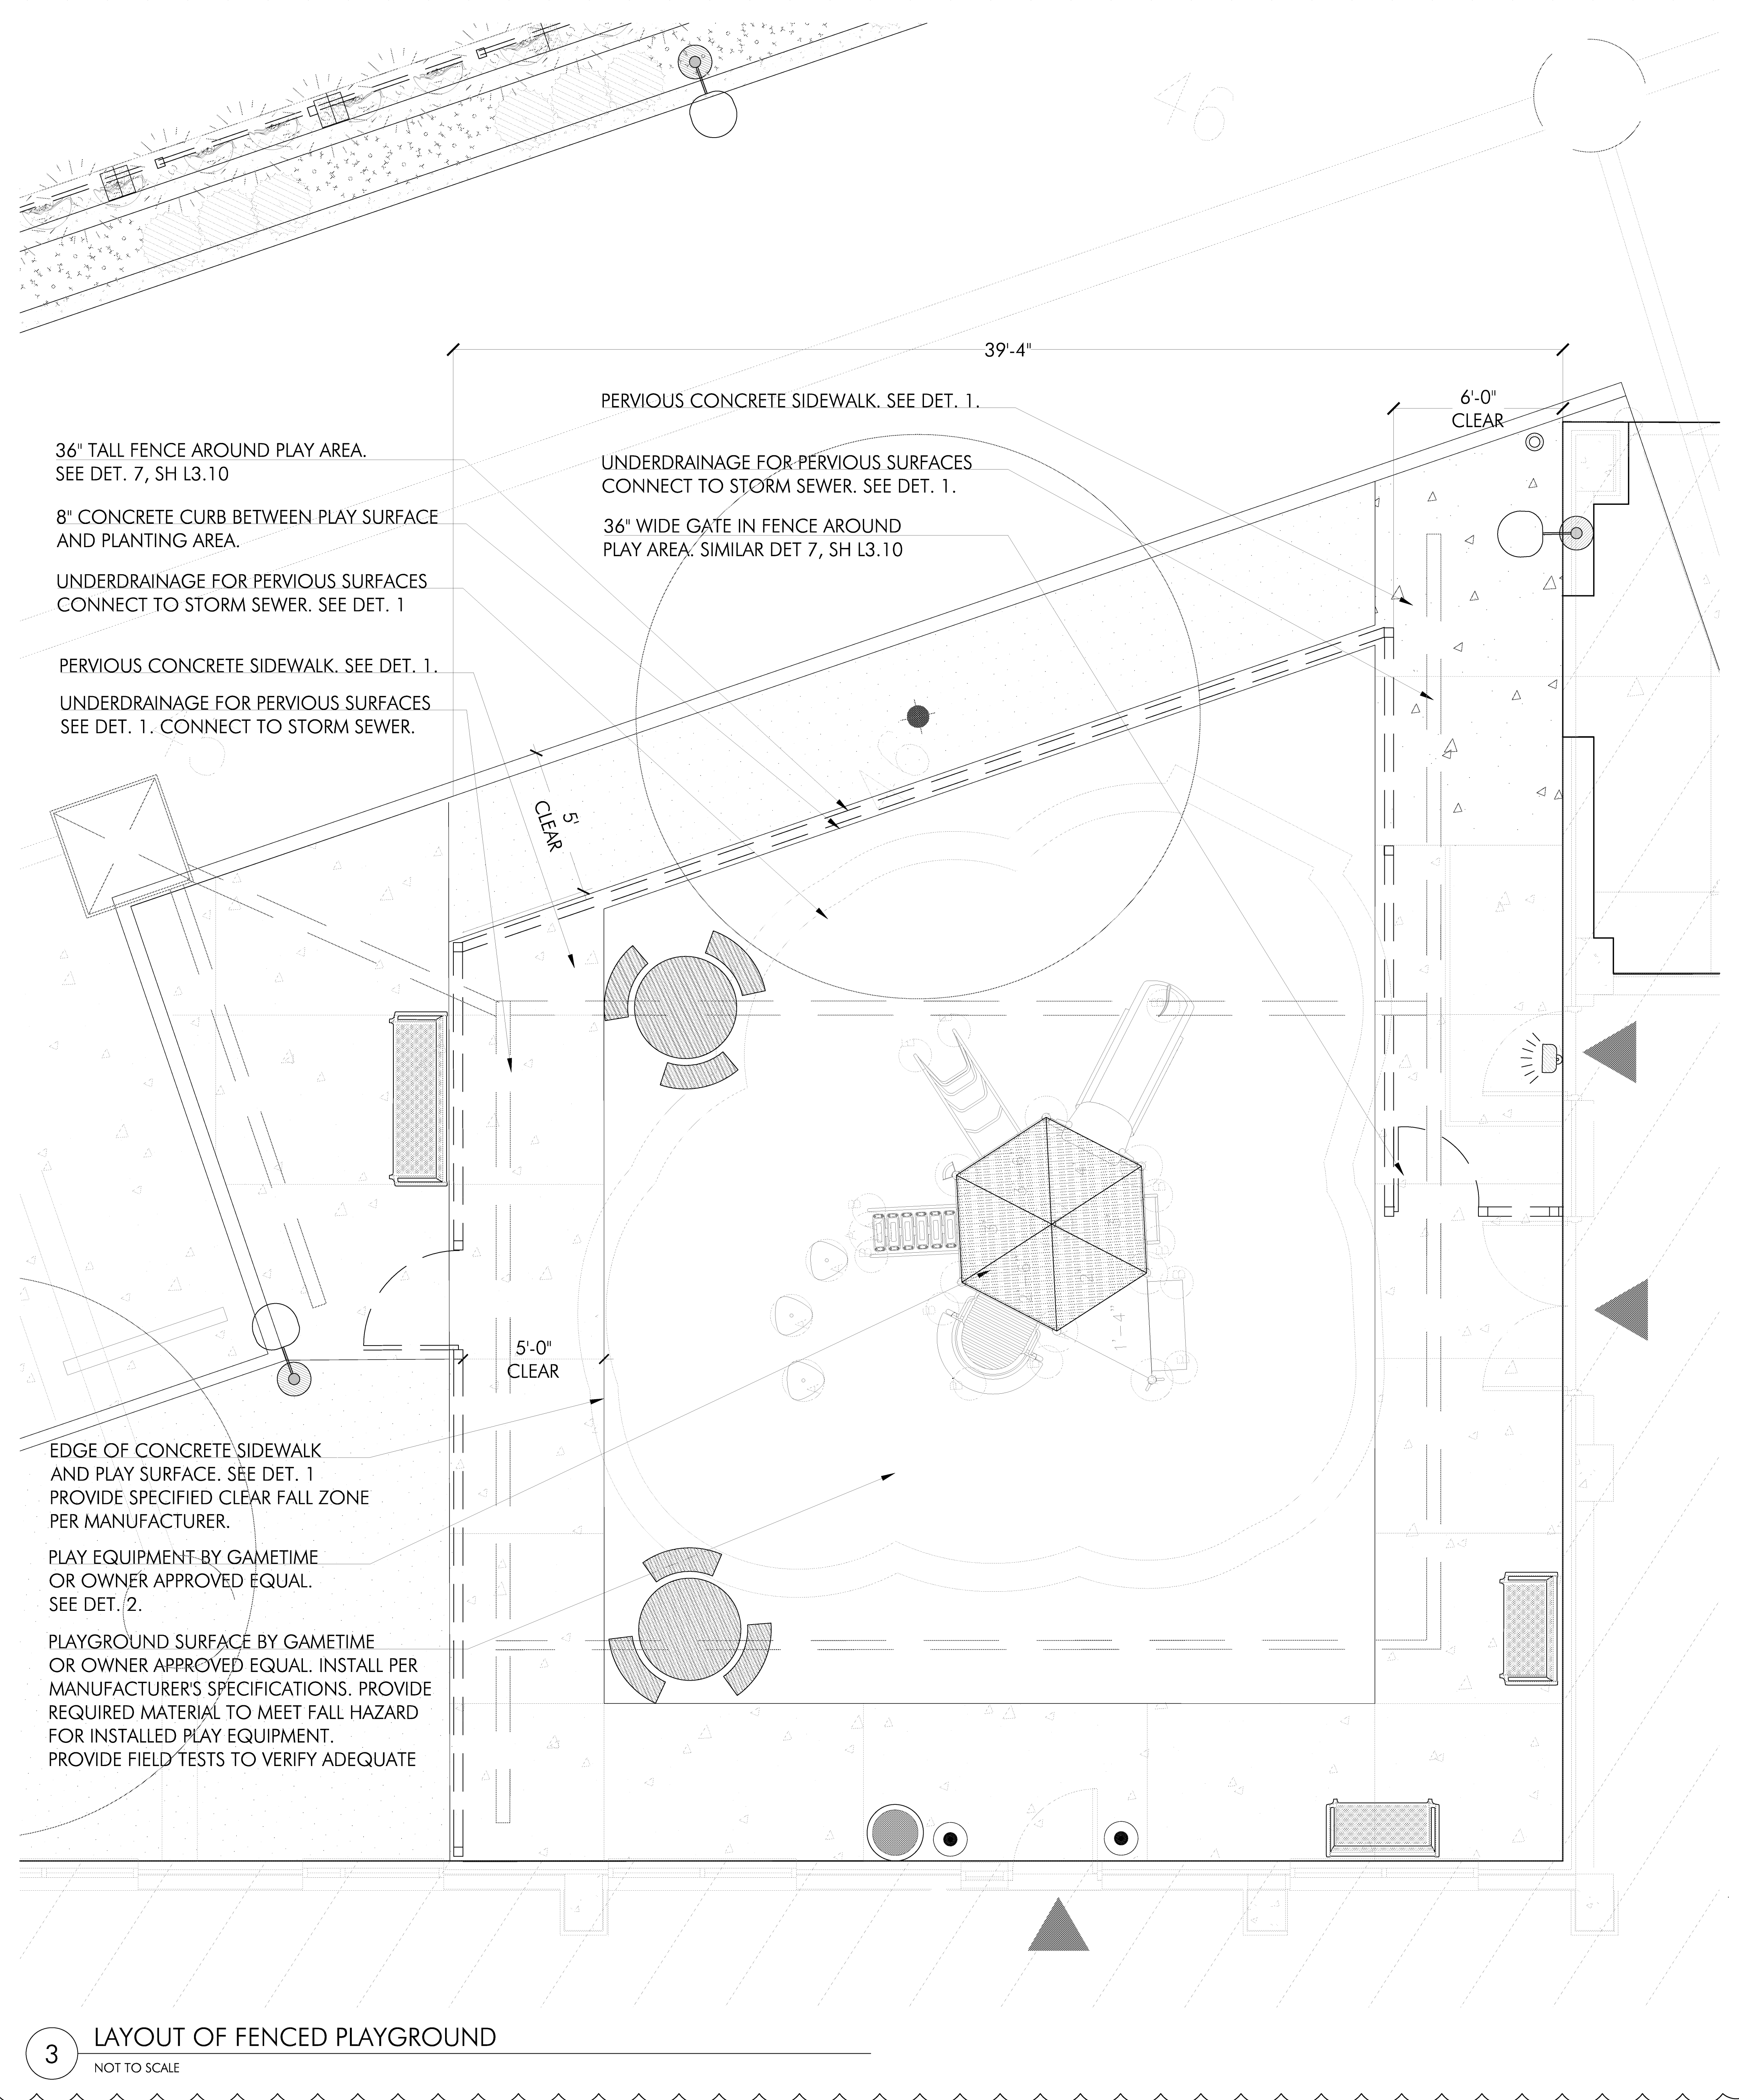 39'-4"
6'-0"
CLEAR
PERVIOUS CONCRETE SIDEWALK. SEE DET. 1.
36" TALL FENCE AROUND PLAY AREA.
SEE DET. 7, SH L3.10
UNDERDRAINAGE FOR PERVIOUS SURFACES
CONNECT TO STORM SEWER. SEE DET. 1.
8" CONCRETE CURB BETWEEN PLAY SURFACE
AND PLANTING AREA.
36" WIDE GATE IN FENCE AROUND
PLAY AREA. SIMILAR DET 7, SH L3.10
UNDERDRAINAGE FOR PERVIOUS SURFACES
CONNECT TO STORM SEWER. SEE DET. 1
PERVIOUS CONCRETE SIDEWALK. SEE DET. 1.
UNDERDRAINAGE FOR PERVIOUS SURFACES
SEE DET. 1. CONNECT TO STORM SEWER.
5'
CLEAR
5'-0"
CLEAR
EDGE OF CONCRETE SIDEWALK
AND PLAY SURFACE. SEE DET. 1
PROVIDE SPECIFIED CLEAR FALL ZONE
PER MANUFACTURER.
PLAY EQUIPMENT BY GAMETIME
OR OWNER APPROVED EQUAL.
SEE DET. 2.
PLAYGROUND SURFACE BY GAMETIME
OR OWNER APPROVED EQUAL. INSTALL PER
MANUFACTURER'S SPECIFICATIONS. PROVIDE
REQUIRED MATERIAL TO MEET FALL HAZARD
FOR INSTALLED PLAY EQUIPMENT.
PROVIDE FIELD TESTS TO VERIFY ADEQUATE
3
LAYOUT OF FENCED PLAYGROUND
NOT TO SCALE